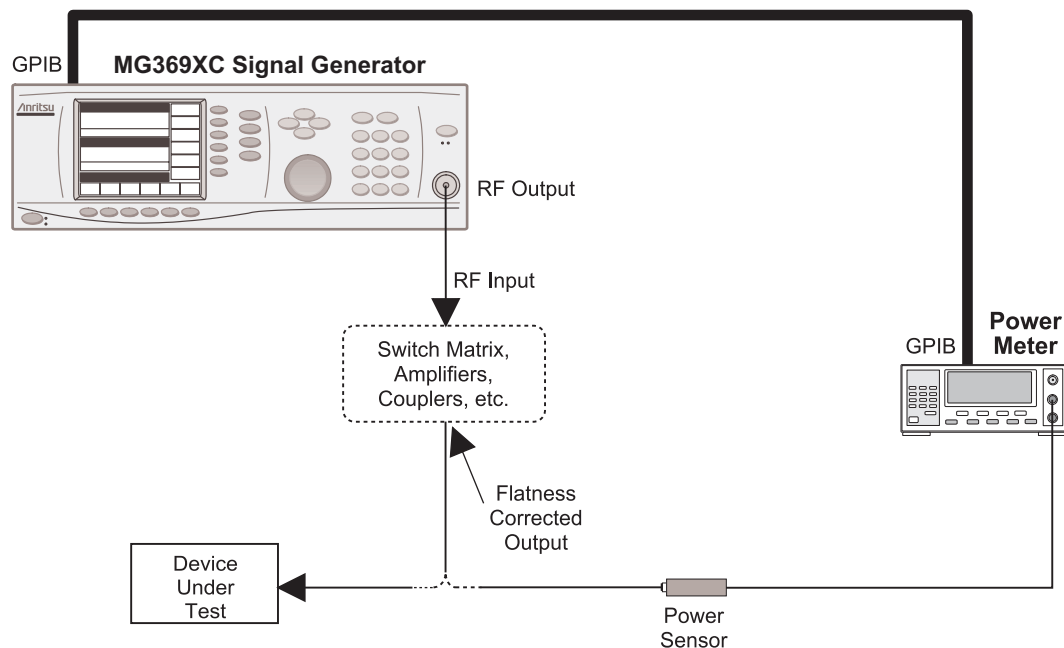 GPIB
MG369XC Signal Generator
Anritsu
RF Output
RF Input
Switch Matrix,
Amplifiers,
Couplers, etc.
Power
Meter
GPIB
Flatness
Corrected
Output
Device
Under
Test
Power
Sensor